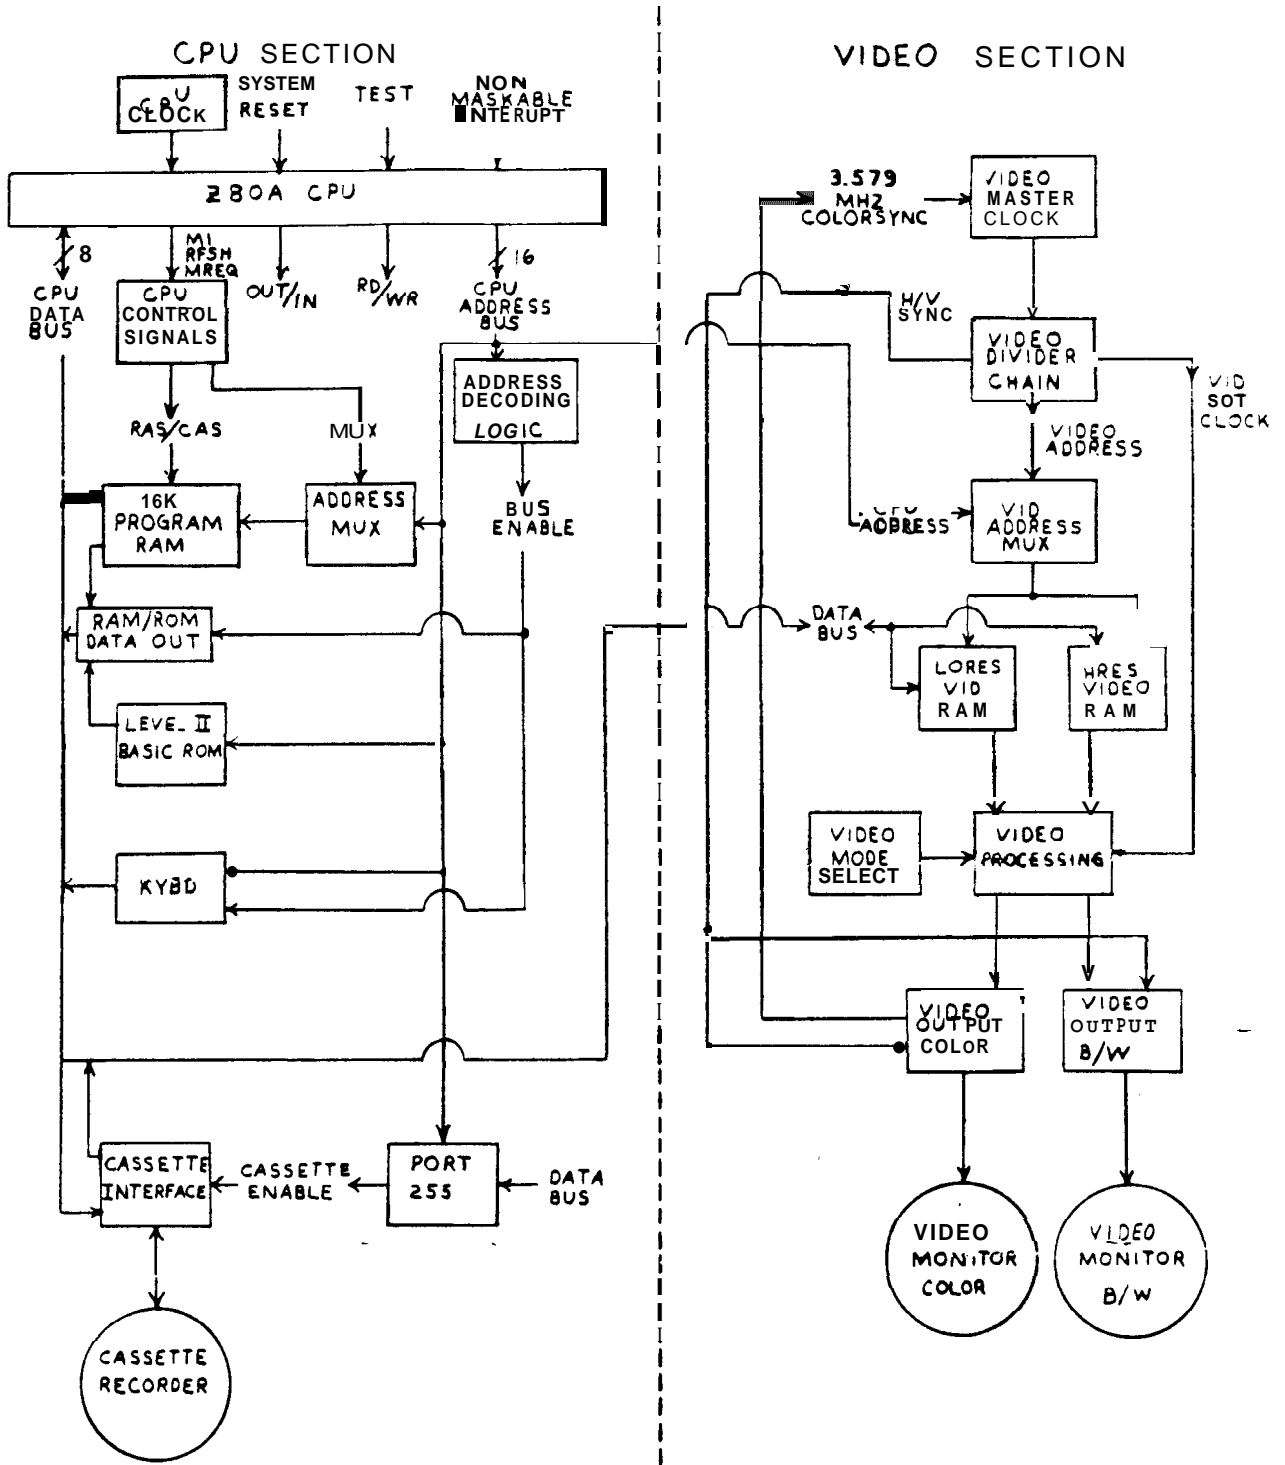 CPU SECTION
CPU
CLOCK
SYSTEM
RESET
TEST
NON
MASKABLE
INTERUPT
Z80A CPU
8
M1
RFSH
MREQ
16
CPU
DATA
BUS
CPU
CONTROL
SIGNALS
OUT/IN
RD/WR
CPU
ADDRESS
BUS
ADDRESS
DECODING
LOGIC
RAS/CAS
MUX
16K
PROGRAM
RAM
ADDRESS
MUX
BUS
ENABLE
RAM/ROM
DATA OUT
LEVEL II
BASIC ROM
KYBD
CASSETTE
INTERFACE
CASSETTE
ENABLE
PORT
255
DATA
BUS
CASSETTE
RECORDER
VIDEO SECTION
3.579
MHZ
COLORSYNC
VIDEO
MASTER
CLOCK
H/V
SYNC
VIDEO
DIVIDER
CHAIN
VID
SOT
CLOCK
VIDEO
ADDRESS
CPU
ADDRESS
VID
ADDRESS
MUX
DATA
BUS
LORES
VID
RAM
HRES
VIDEO
RAM
VIDEO
MODE
SELECT
VIDEO
PROCESSING
VIDEO
OUTPUT
COLOR
VIDEO
OUTPUT
B/W
VIDEO
MONITOR
COLOR
VIDEO
MONITOR
B/W